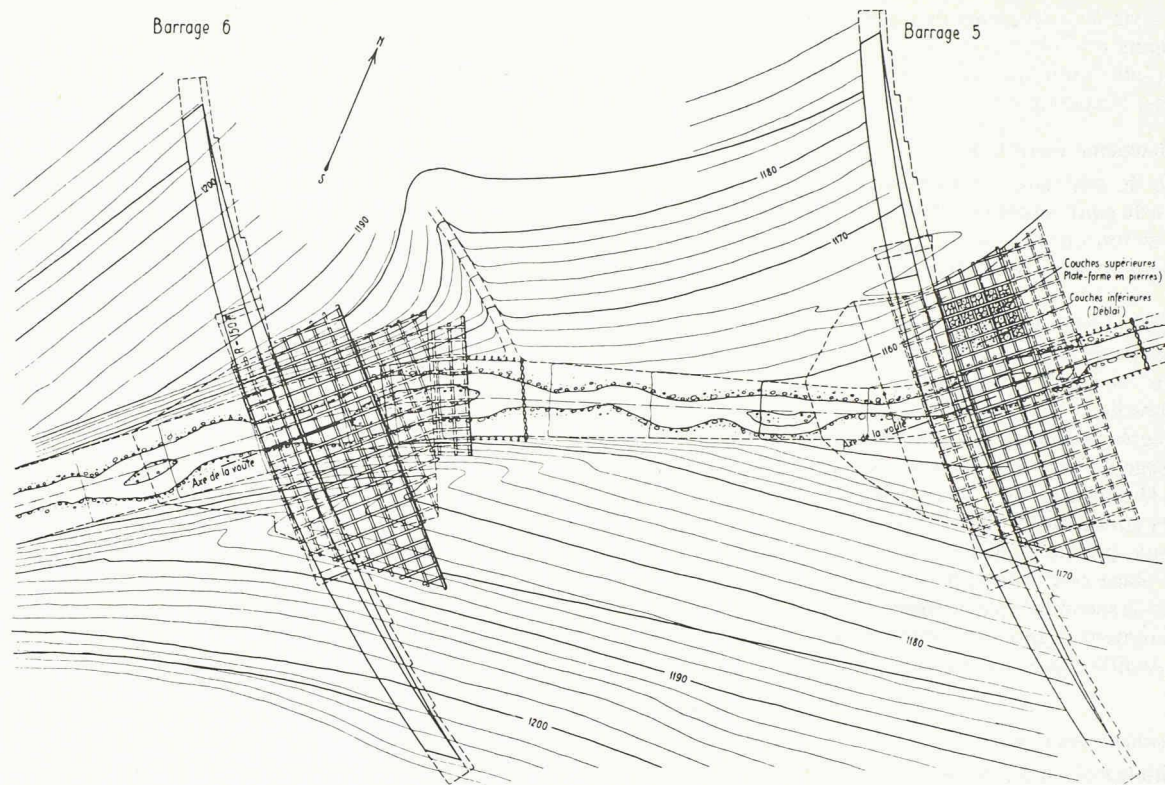 Barrage 6
Barrage 5
N
S
1200
1190
1180
1170
Couches supérieures
Plate-forme en pierres)
Couches inférieures
(Déblai)
1160
Axe de la voûte
Axe de la voûte
1170
1180
1190
1200